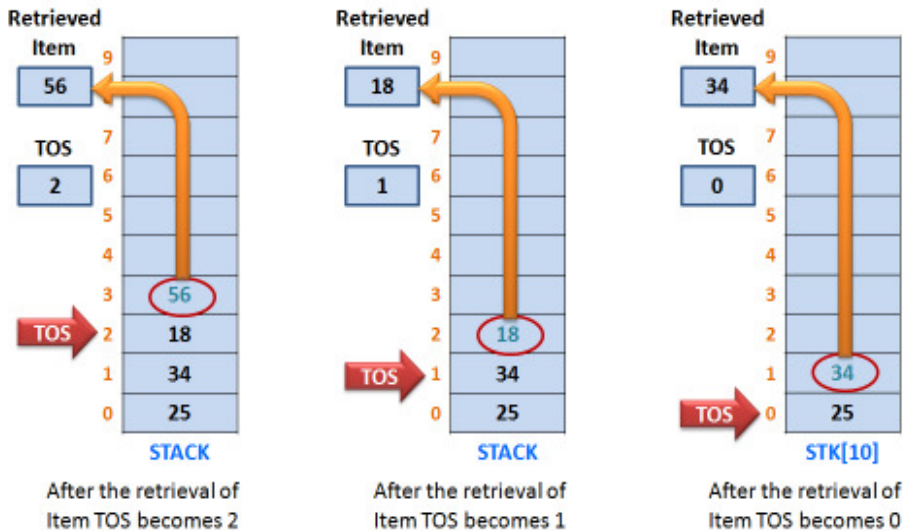 Retrieved
Item
56
TOS
2
9
7
6
5
4
3
2
1
0
56
18
34
25
TOS
STACK
After the retrieval of
Item TOS becomes 2
Retrieved
Item
18
TOS
1
9
7
6
5
4
3
2
1
0
18
34
25
TOS
STACK
After the retrieval of
Item TOS becomes 1
Retrieved
Item
34
TOS
0
9
7
6
5
4
3
2
1
0
34
25
TOS
STK[10]
After the retrieval of
Item TOS becomes 0